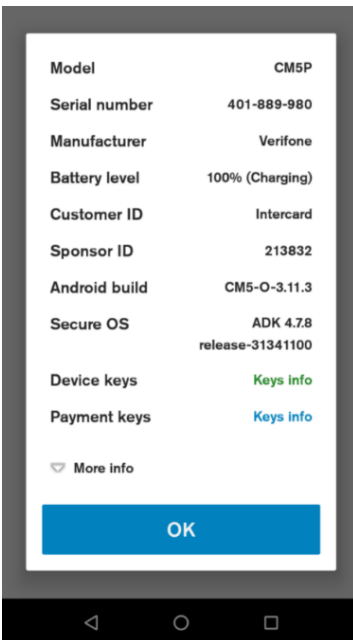 Model CM5P
Serial number 401-889-980
Manufacturer Verifone
Battery level 100% (Charging)
Customer ID Intercard
Sponsor ID 213832
Android build CM5-O-3.11.3
Secure OS ADK 4.7.8
release-31341100
Device keys Keys info
Payment keys Keys info
More info
OK